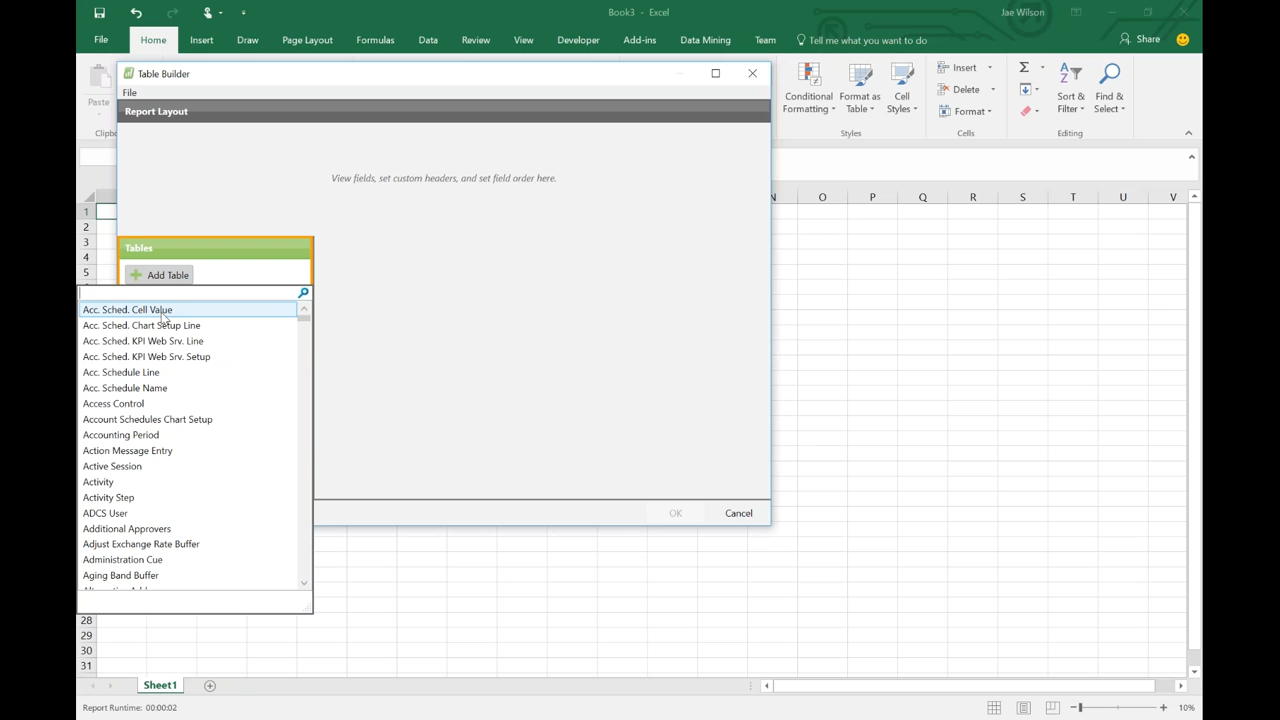 Book3 - Excel
Jae Wilson
File
Home
Insert
Draw
Page Layout
Formulas
Data
Review
View
Developer
Add-ins
Data Mining
Team
Tell me what you want to do
Share
Paste
Clipbo
Table Builder
File
Report Layout
View fields, set custom headers, and set field order here.
Conditional Formatting
Format as Table
Cell Styles
Styles
Insert
Delete
Format
Cells
Sort & Filter
Find & Select
Editing
N O P Q R S T U V
1
2
3
4
5
Tables
Add Table
Acc. Sched. Cell Value
Acc. Sched. Chart Setup Line
Acc. Sched. KPI Web Srv. Line
Acc. Sched. KPI Web Srv. Setup
Acc. Schedule Line
Acc. Schedule Name
Access Control
Account Schedules Chart Setup
Accounting Period
Action Message Entry
Active Session
Activity
Activity Step
ADCS User
Additional Approvers
Adjust Exchange Rate Buffer
Administration Cue
Aging Band Buffer
OK
Cancel
28
29
30
31
Sheet1
Report Runtime: 00:00:02
10%